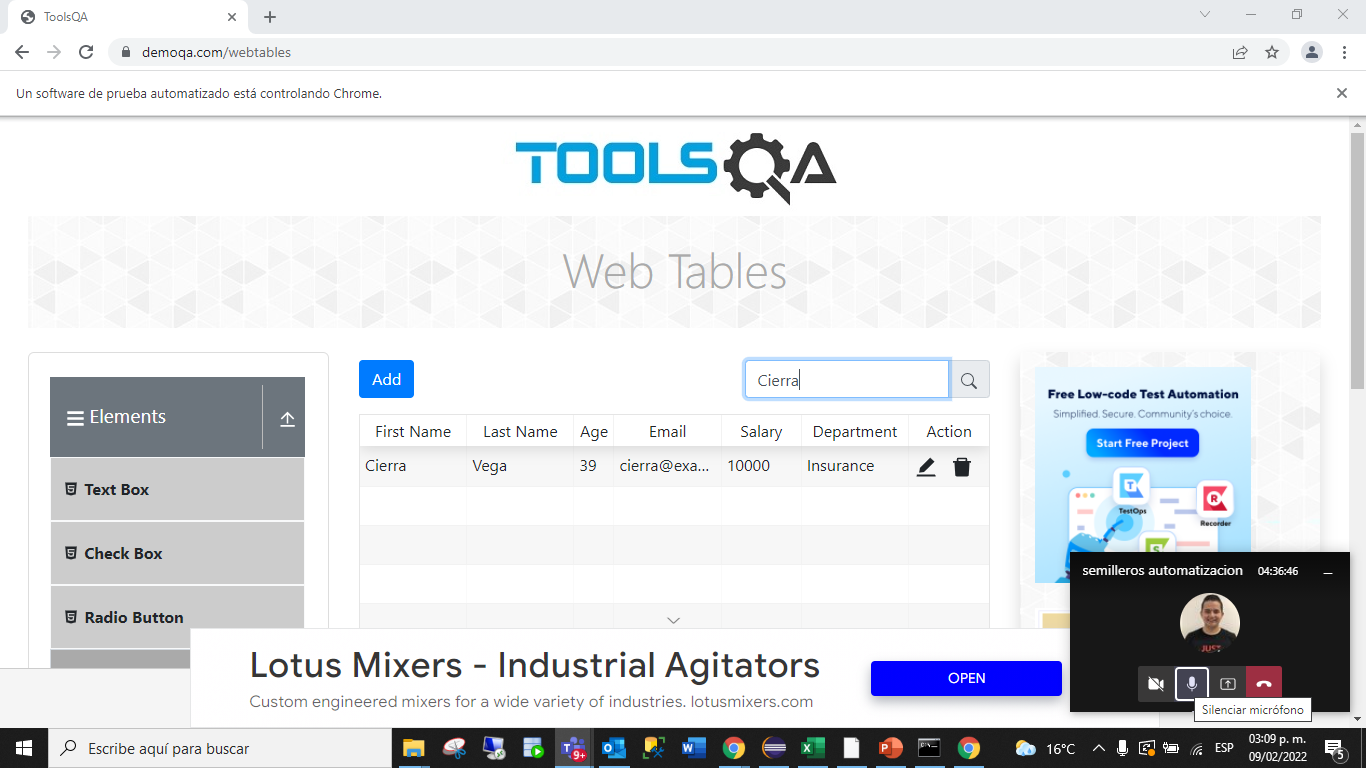 ToolsQA
demoqa.com/webtables
Un software de prueba automatizado está controlando Chrome.
TOOLSQA
Web Tables
Elements
Text Box
Check Box
Radio Button
Add
Cierra
First Name Last Name Age Email Salary Department Action
Cierra Vega 39 cierra@exa... 10000 Insurance
Free Low-code Test Automation
Simplified. Secure. Community's choice.
Start Free Project
TestOps
Recorder
semilleros automatizacion 04:36:46
JUST
Silenciar micrófono
Lotus Mixers - Industrial Agitators
Custom engineered mixers for a wide variety of industries. lotusmixers.com
OPEN
Escribe aquí para buscar
9+
16°C
ESP
03:09 p. m.
09/02/2022
5